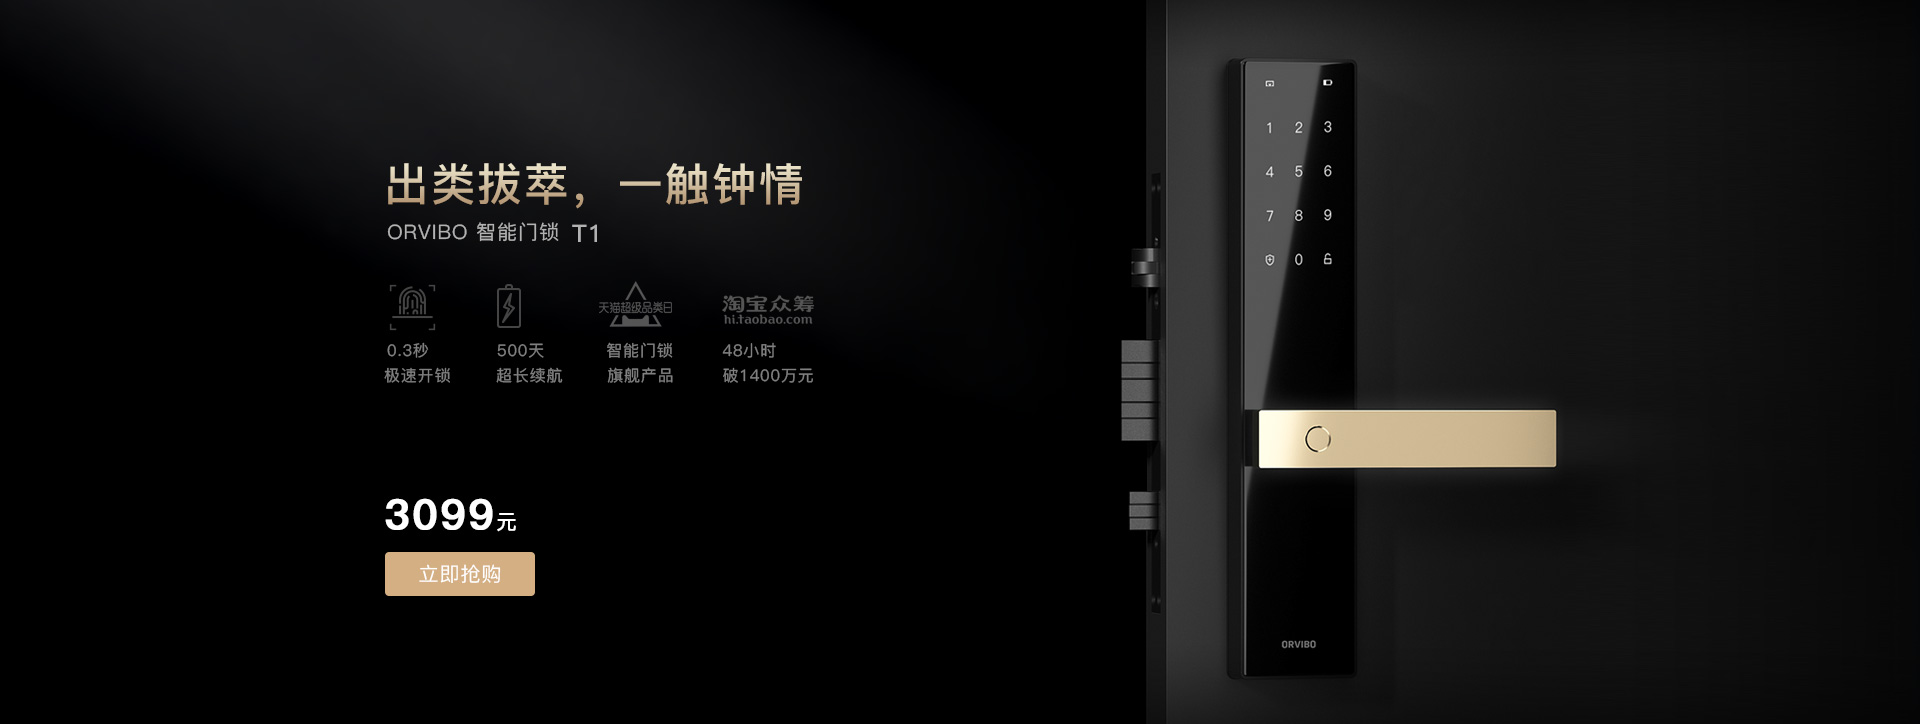 出类拔萃，一触钟情
ORVIBO 智能门锁 T1
天猫超级品类日
淘宝众筹
hi.taobao.com
0.3秒
极速开锁
500天
超长续航
智能门锁
旗舰产品
48小时
破1400万元
3099元
立即抢购
1 2 3
4 5 6
7 8 9
0
ORVIBO